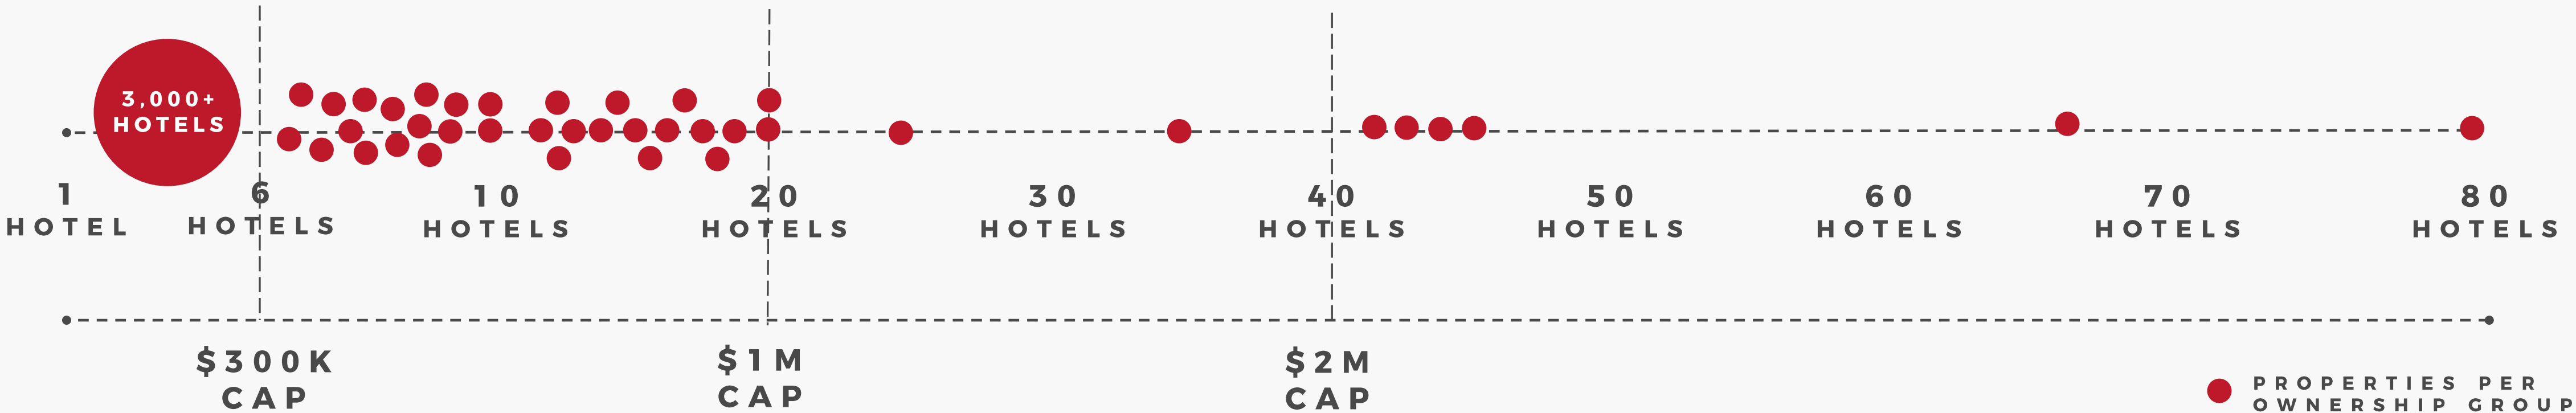 3,000+
HOTELS
1
HOTEL
6
HOTELS
10
HOTELS
20
HOTELS
30
HOTELS
40
HOTELS
50
HOTELS
60
HOTELS
70
HOTELS
80
HOTELS
$300K
CAP
$1M
CAP
$2M
CAP
PROPERTIES PER
OWNERSHIP GROUP